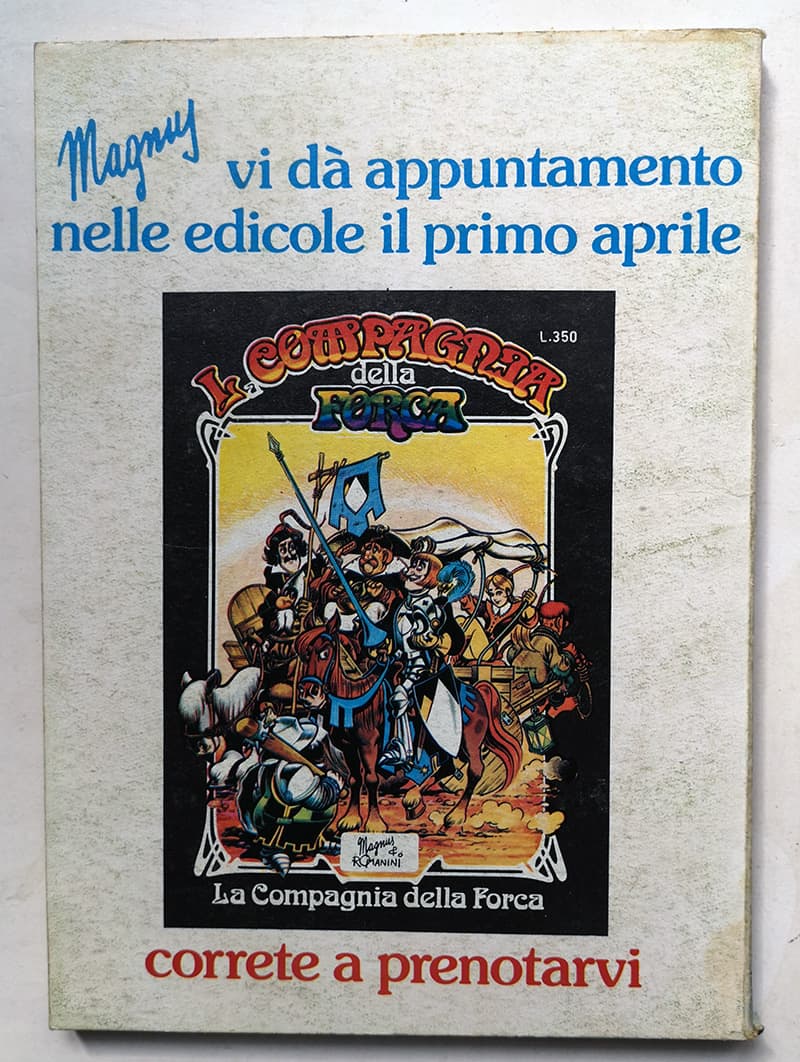 Magnus vi dà appuntamento
nelle edicole il primo aprile
L.350
La COMPAGNIA
della
FORCA
Magnus &
ROMANINI
La Compagnia della Forca
correte a prenotarvi